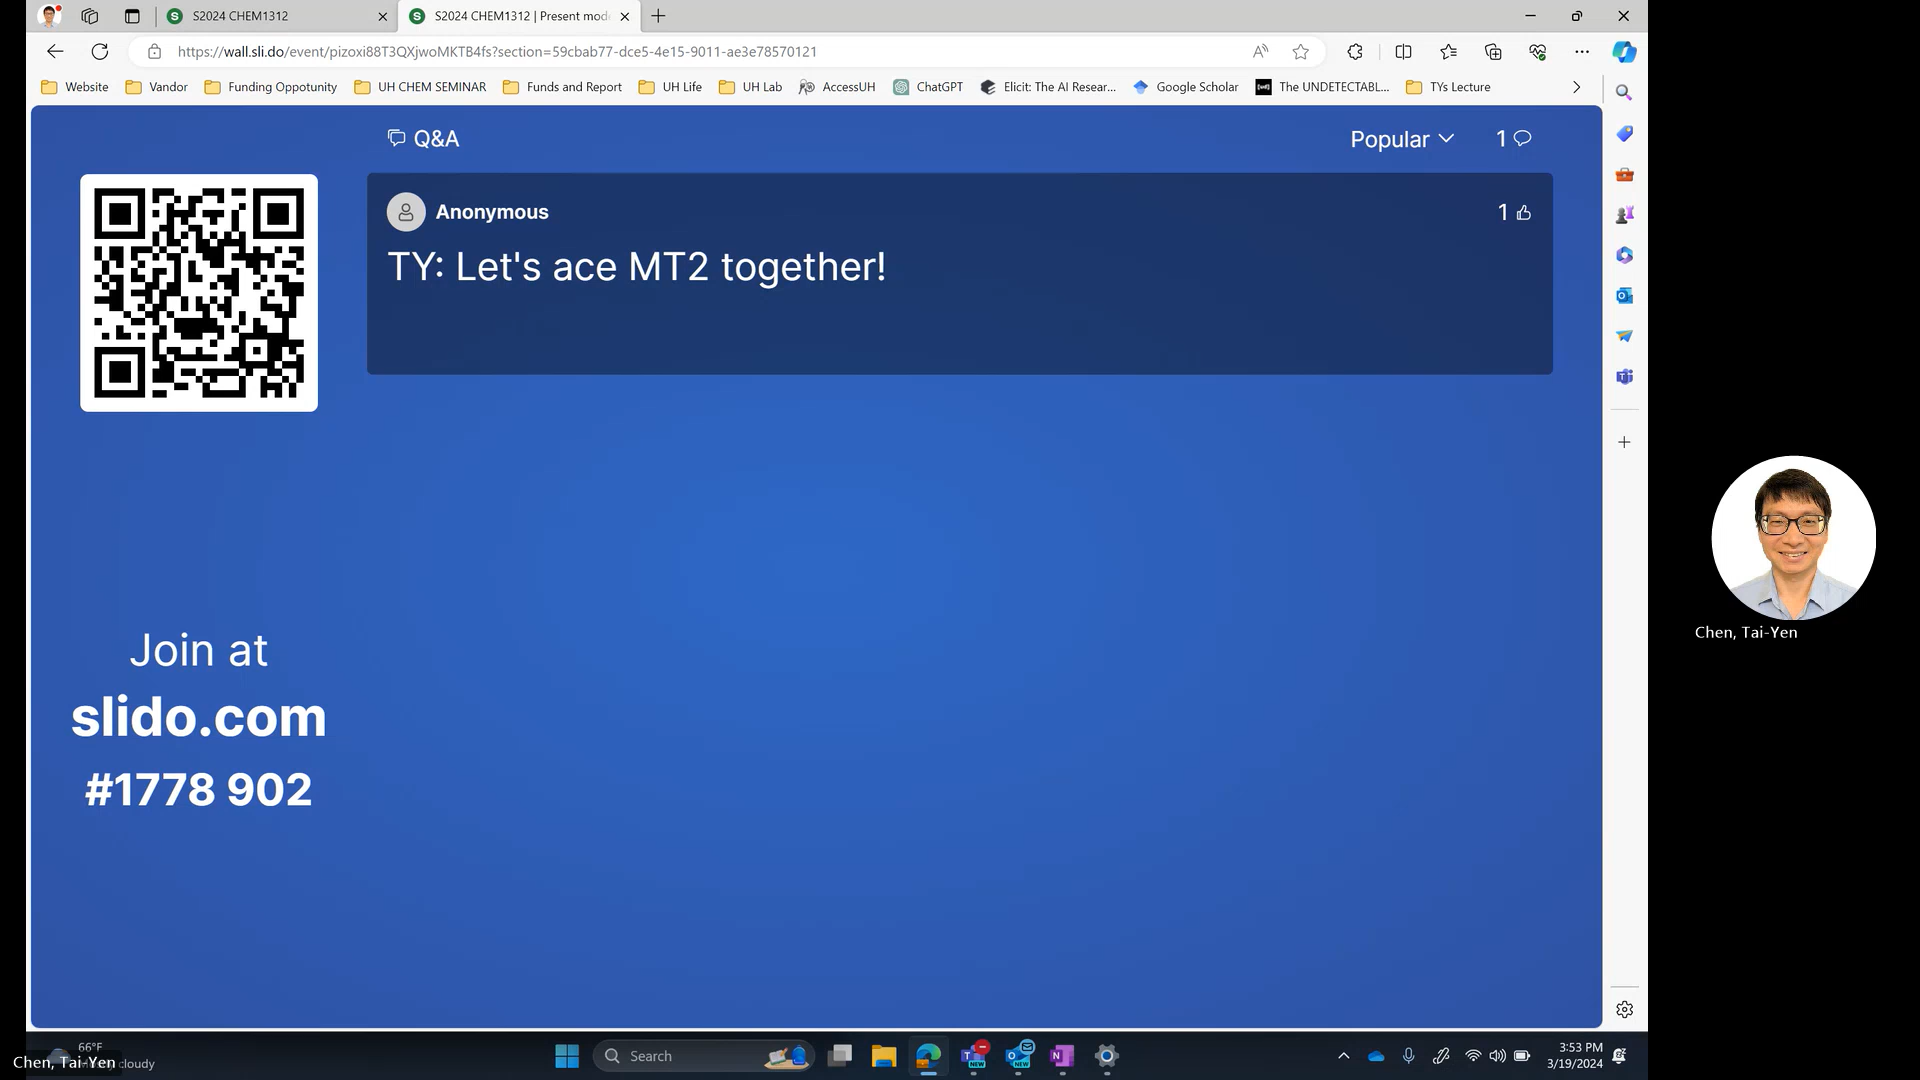 S2024 CHEM1312
S2024 CHEM1312 | Present mod
https://wall.sli.do/event/pizoxi88T3QXjwoMKTB4fs?section=59cbab77-dce5-4e15-9011-ae3e78570121
Website
Vandor
Funding Oppotunity
UH CHEM SEMINAR
Funds and Report
UH Life
UH Lab
AccessUH
ChatGPT
Elicit: The AI Resear...
Google Scholar
The UNDETECTABL...
TYs Lecture
Q&A
Popular
1
Anonymous
1
TY: Let's ace MT2 together!
Join at
slido.com
#1778 902
Chen, Tai-Yen
66°F
cloudy
Chen, Tai-Yen
Search
NEW
NEW
3:53 PM
3/19/2024